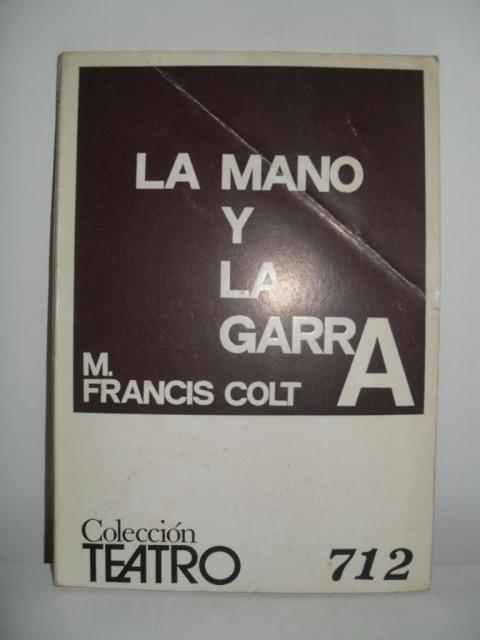 LA MANO
Y
LA
GARRA
M.
FRANCIS COLT
Colección
TEATRO
712